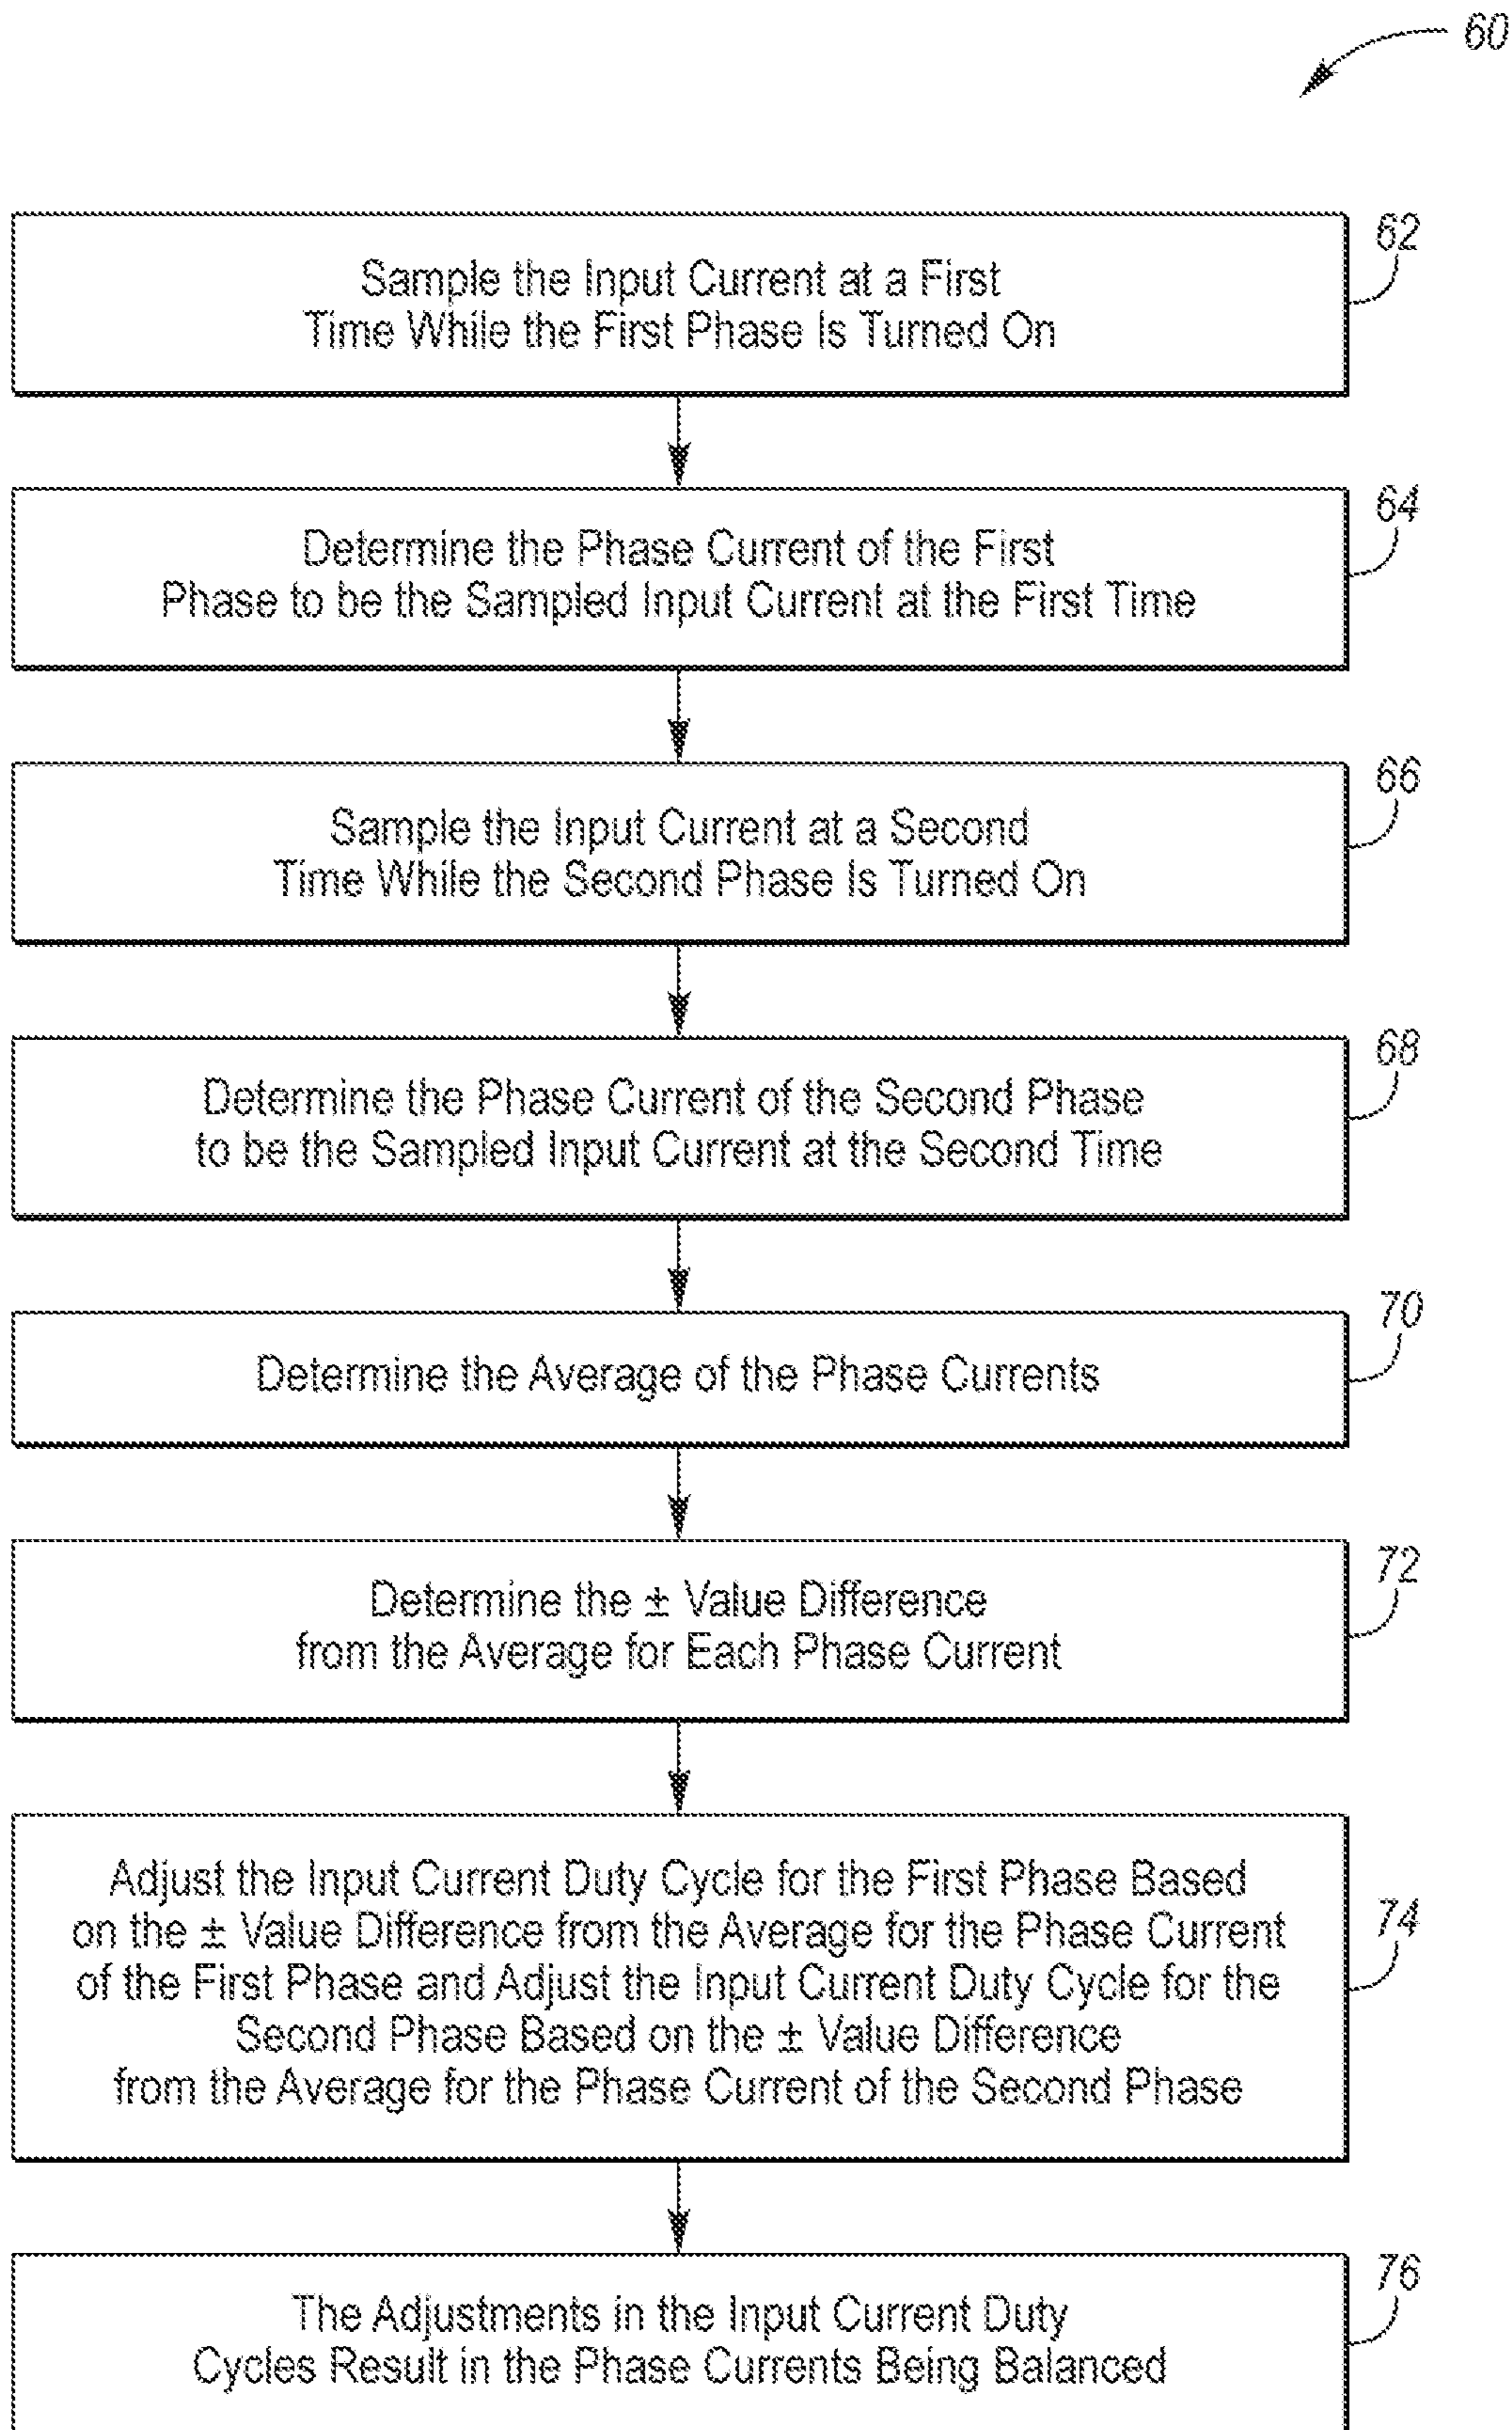 60
62
Sample the Input Current at a First
Time While the First Phase Is Turned On
64
Determine the Phase Current of the First
Phase to be the Sampled Input Current at the First Time
66
Sample the Input Current at a Second
Time While the Second Phase Is Turned On
68
Determine the Phase Current of the Second Phase
to be the Sampled Input Current at the Second Time
70
Determine the Average of the Phase Currents
72
Determine the ± Value Difference
from the Average for Each Phase Current
74
Adjust the Input Current Duty Cycle for the First Phase Based
on the ± Value Difference from the Average for the Phase Current
of the First Phase and Adjust the Input Current Duty Cycle for the
Second Phase Based on the ± Value Difference
from the Average for the Phase Current of the Second Phase
76
The Adjustments in the Input Current Duty
Cycles Result in the Phase Currents Being Balanced